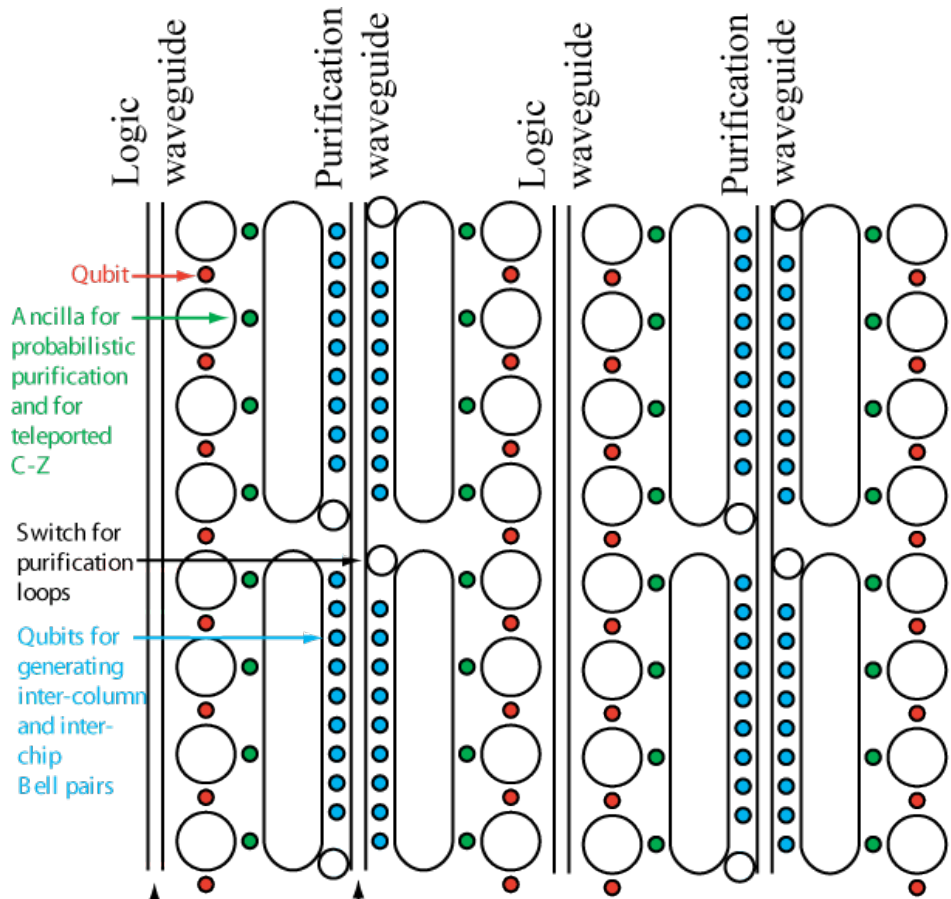 Logic
waveguide
Purification
waveguide
Logic
waveguide
Purification
waveguide
Qubit
Ancilla for
probabilistic
purification
and for
teleported
C-Z
Switch for
purification
loops
Qubits for
generating
inter-column
and inter-
chip
Bell pairs